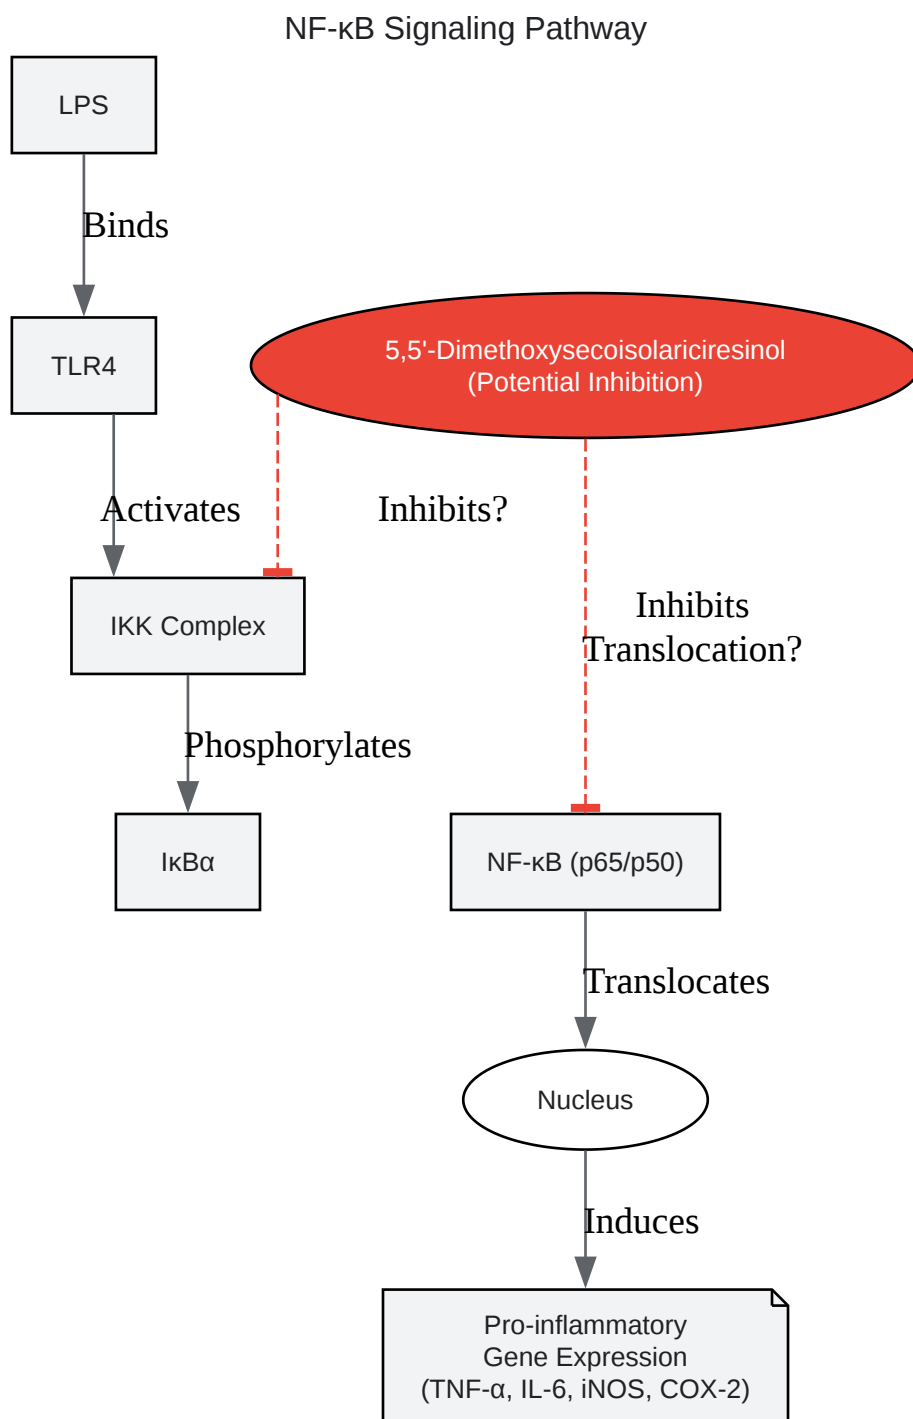 NF-κB Signaling Pathway
LPS
Binds
TLR4
5,5'-Dimethoxysecoisolariciresinol
(Potential Inhibition)
Activates
Inhibits?
IKK Complex
Inhibits
Translocation?
Phosphorylates
IκBα
NF-κB (p65/p50)
Translocates
Nucleus
Induces
Pro-inflammatory
Gene Expression
(TNF-α, IL-6, iNOS, COX-2)